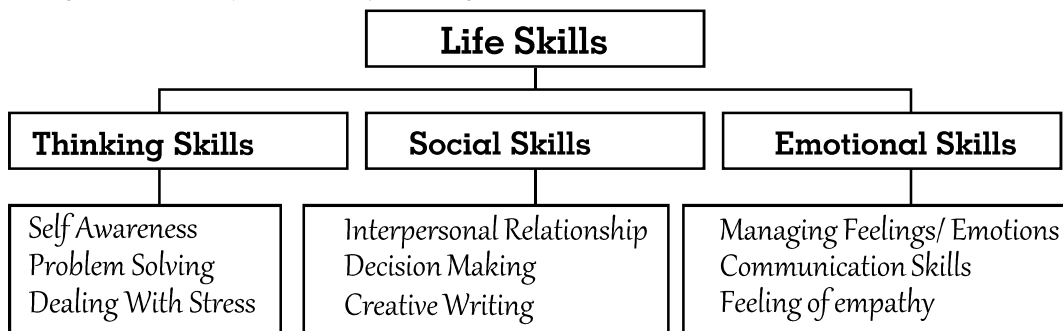 Life Skills
Thinking Skills
Social Skills
Emotional Skills
Self Awareness
Problem Solving
Dealing With Stress
Interpersonal Relationship
Decision Making
Creative Writing
Managing Feelings/ Emotions
Communication Skills
Feeling of empathy